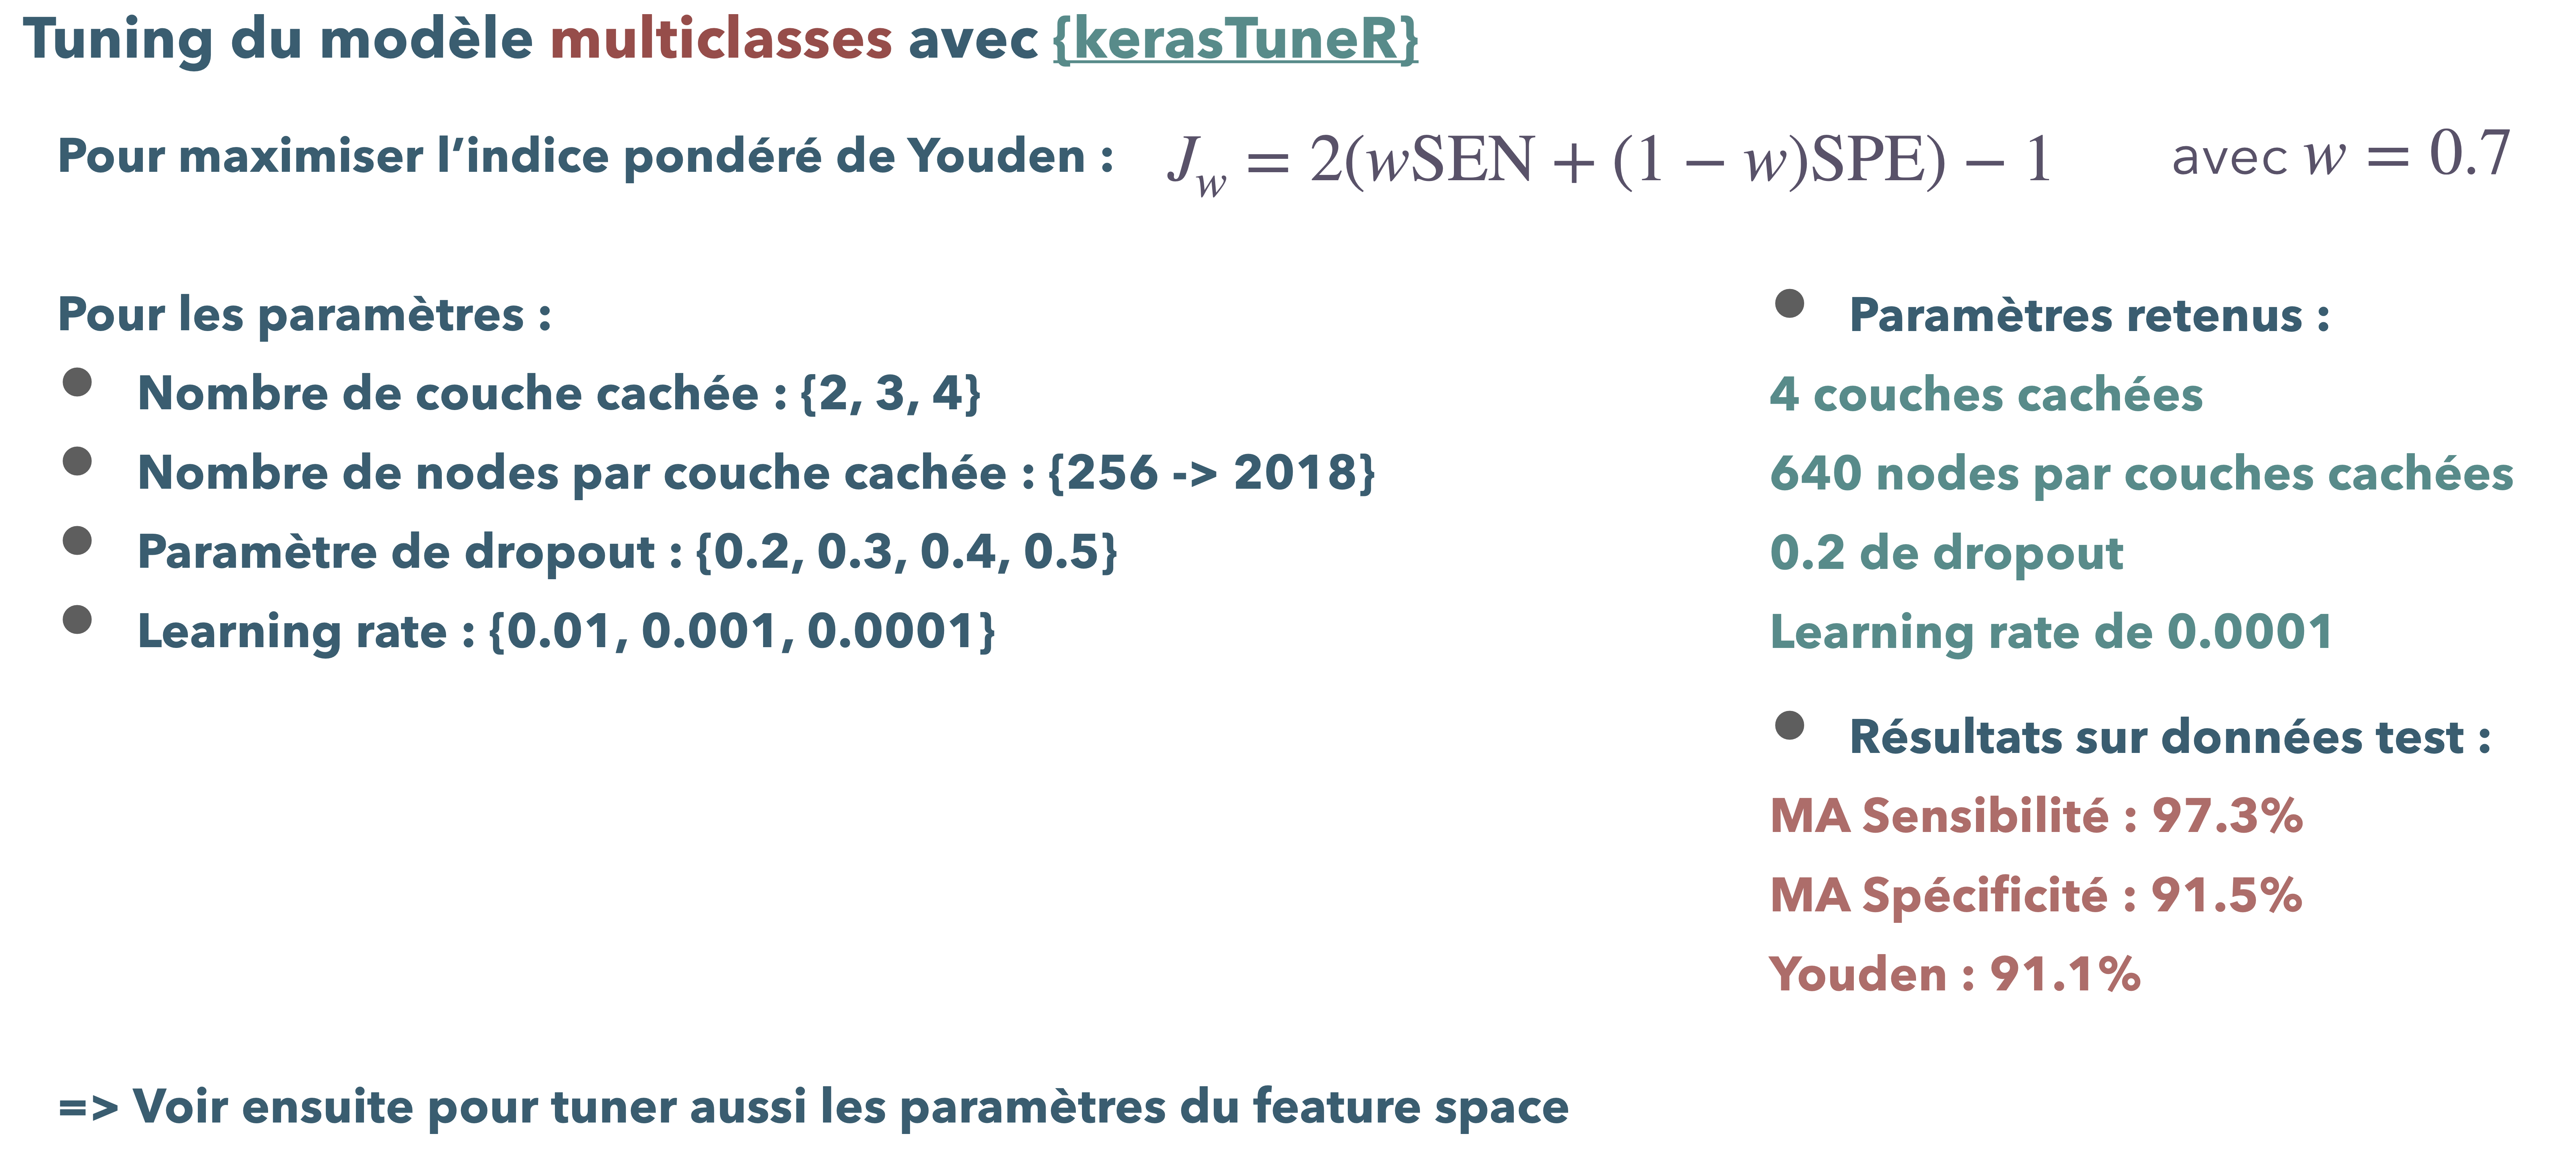 Tuning du modèle multiclasses avec {kerasTuneR}
Pour maximiser l’indice pondéré de Youden : J_w = 2(wSEN + (1 − w)SPE) − 1 avec w = 0.7
Pour les paramètres :
● Nombre de couche cachée : {2, 3, 4}
● Nombre de nodes par couche cachée : {256 -> 2018}
● Paramètre de dropout : {0.2, 0.3, 0.4, 0.5}
● Learning rate : {0.01, 0.001, 0.0001}
● Paramètres retenus :
4 couches cachées
640 nodes par couches cachées
0.2 de dropout
Learning rate de 0.0001
● Résultats sur données test :
MA Sensibilité : 97.3%
MA Spécificité : 91.5%
Youden : 91.1%
=> Voir ensuite pour tuner aussi les paramètres du feature space